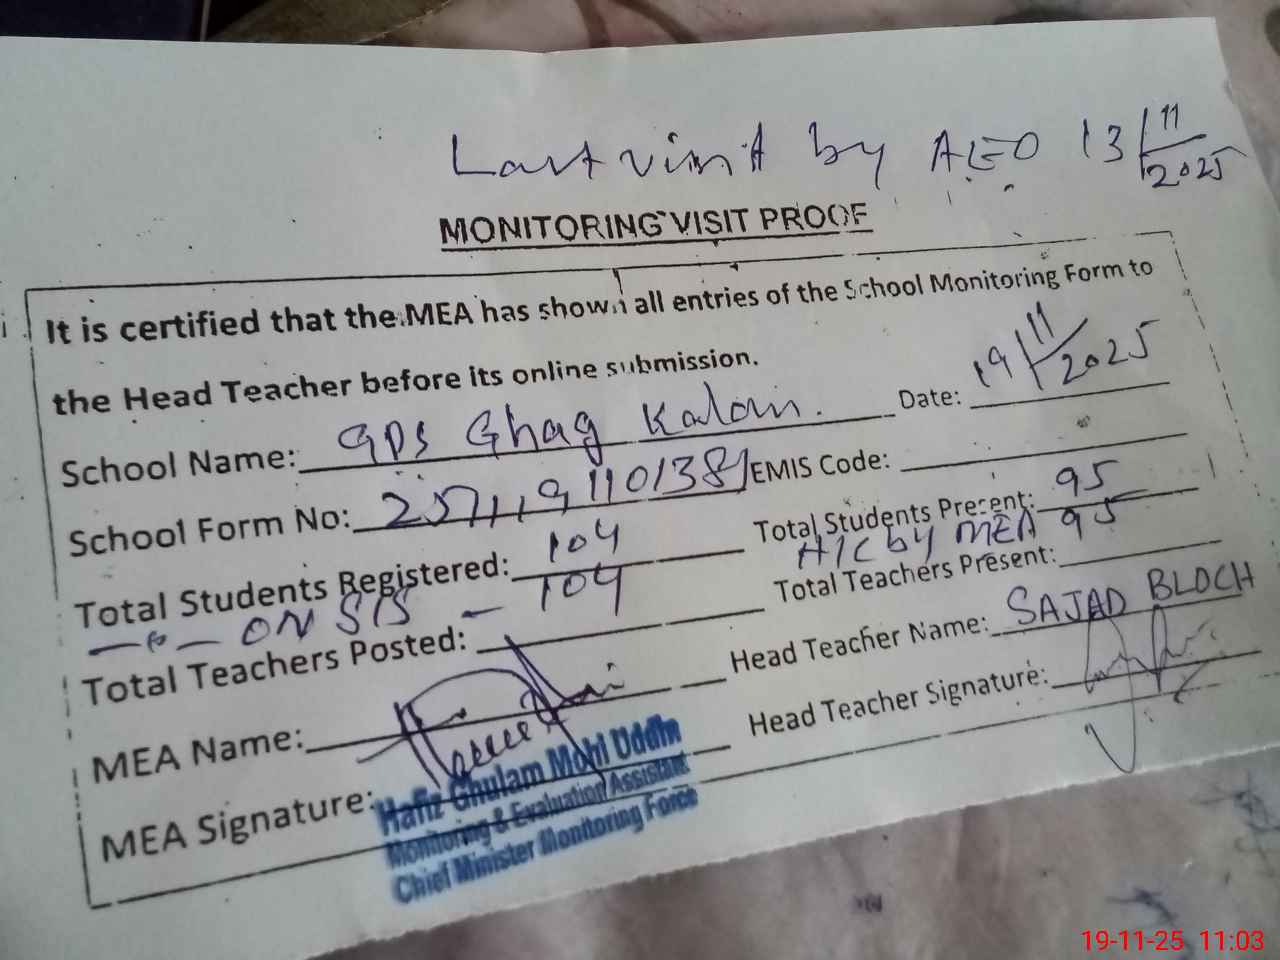 Last visit by AEO 13/11/2025
MONITORING VISIT PROOF
It is certified that the MEA has shown all entries of the School Monitoring Form to
the Head Teacher before its online submission.
School Name: GPS Ghag Kalan. Date: 19/11/2025
School Form No: EMIS Code:
Total Students Registered: 104 Total Students Present: 95
ON SIS - 104 H/C by MEA 95
Total Teachers Posted: Total Teachers Present:
MEA Name: Head Teacher Name: SAJAD BLOCH
MEA Signature: Head Teacher Signature:
Hafiz Ghulam Mohi Uddin
Monitoring & Evaluation Assistant
Chief Minister Monitoring Force
19-11-25 11:03